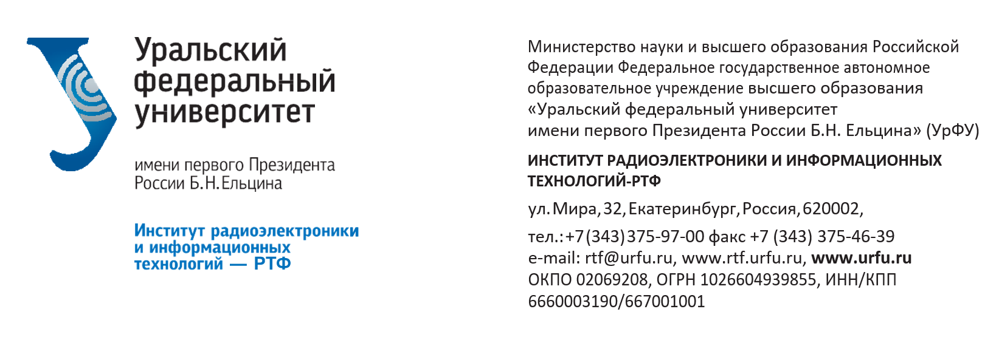 Уральский
федеральный
университет
имени первого Президента
России Б.Н.Ельцина
Институт радиоэлектроники
и информационных
технологий — РТФ
Министерство науки и высшего образования Российской
Федерации Федеральное государственное автономное
образовательное учреждение высшего образования
«Уральский федеральный университет
имени первого Президента России Б.Н. Ельцина» (УрФУ)
ИНСТИТУТ РАДИОЭЛЕКТРОНИКИ И ИНФОРМАЦИОННЫХ
ТЕХНОЛОГИЙ-РТФ
ул. Мира, 32, Екатеринбург, Россия, 620002,
тел.: +7 (343) 375-97-00 факс +7 (343) 375-46-39
e-mail: rtf@urfu.ru, www.rtf.urfu.ru, www.urfu.ru
ОКПО 02069208, ОГРН 1026604939855, ИНН/КПП
6660003190/667001001